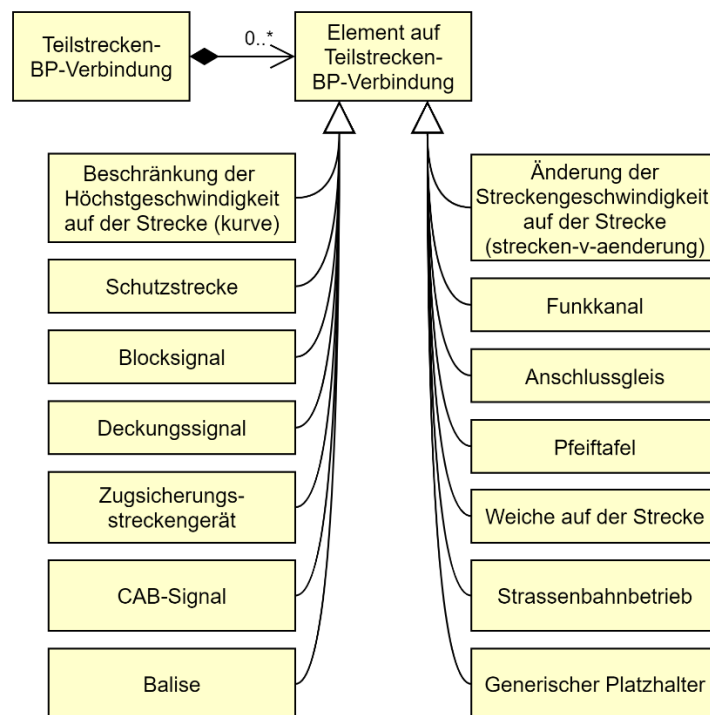 Teilstrecken-
BP-Verbindung
0..*
Element auf
Teilstrecken-
BP-Verbindung
Beschränkung der
Höchstgeschwindigkeit
auf der Strecke (kurve)
Schutzstrecke
Blocksignal
Deckungssignal
Zugsicherungs-
streckengerät
CAB-Signal
Balise
Änderung der
Streckengeschwindigkeit
auf der Strecke
(strecken-v-aenderung)
Funkkanal
Anschlussgleis
Pfeiftafel
Weiche auf der Strecke
Strassenbahnbetrieb
Generischer Platzhalter